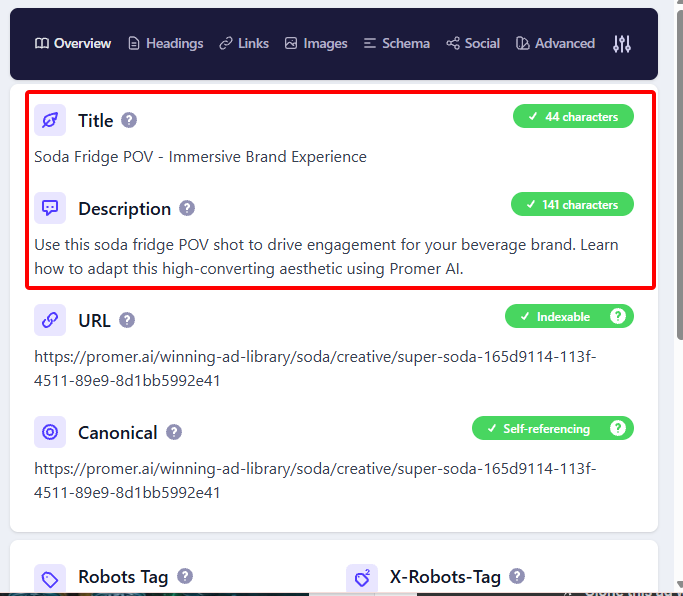 Overview Headings Links Images Schema Social Advanced
Title ?
✓ 44 characters
Soda Fridge POV - Immersive Brand Experience
Description ?
✓ 141 characters
Use this soda fridge POV shot to drive engagement for your beverage brand. Learn
how to adapt this high-converting aesthetic using Promer AI.
URL ?
✓ Indexable ?
https://promer.ai/winning-ad-library/soda/creative/super-soda-165d9114-113f-
4511-89e9-8d1bb5992e41
Canonical ?
✓ Self-referencing ?
https://promer.ai/winning-ad-library/soda/creative/super-soda-165d9114-113f-
4511-89e9-8d1bb5992e41
Robots Tag ?
2 X-Robots-Tag ?